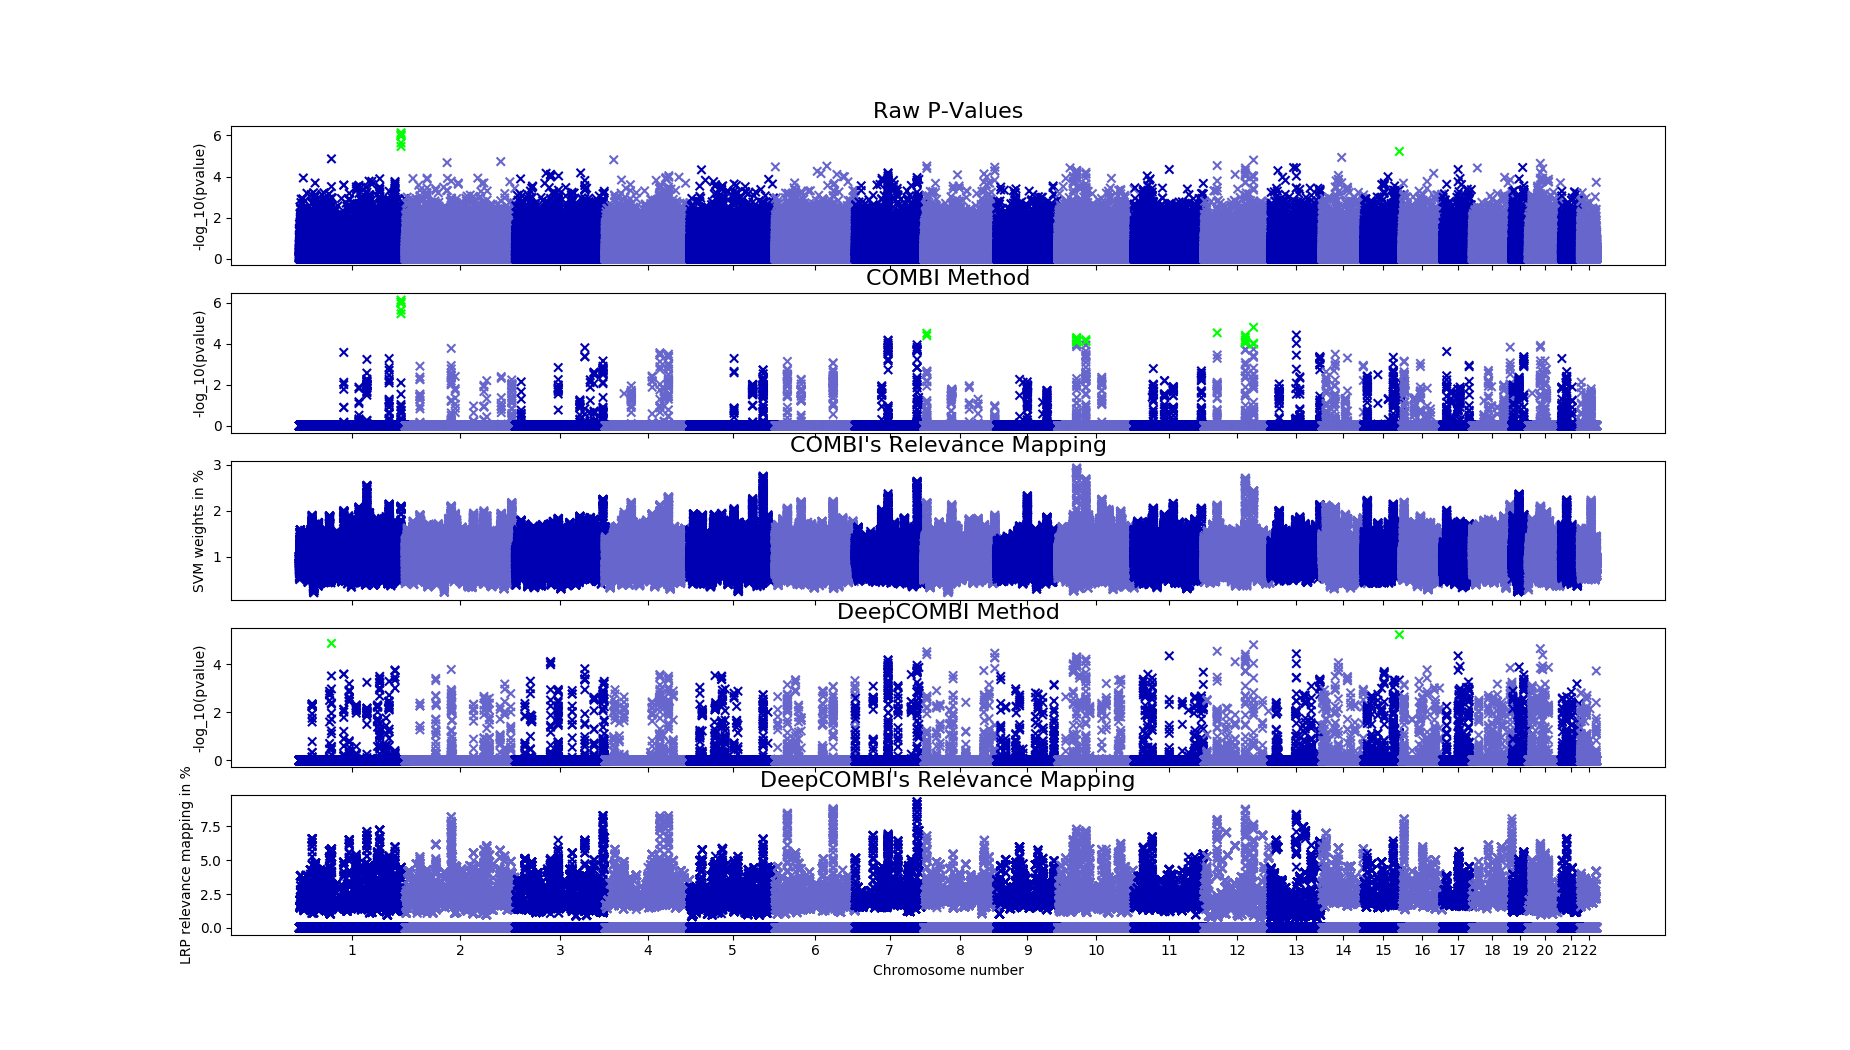 Raw P-Values
-log_10(pvalue)
6
4
2
0
COMBI Method
-log_10(pvalue)
6
4
2
0
COMBI's Relevance Mapping
SVM weights in %
3
2
1
DeepCOMBI Method
-log_10(pvalue)
4
2
0
DeepCOMBI's Relevance Mapping
LRP relevance mapping in %
7.5
5.0
2.5
0.0
1 2 3 4 5 6 7 8 9 10 11 12 13 14 15 16 17 18 19 20 21 22
Chromosome number